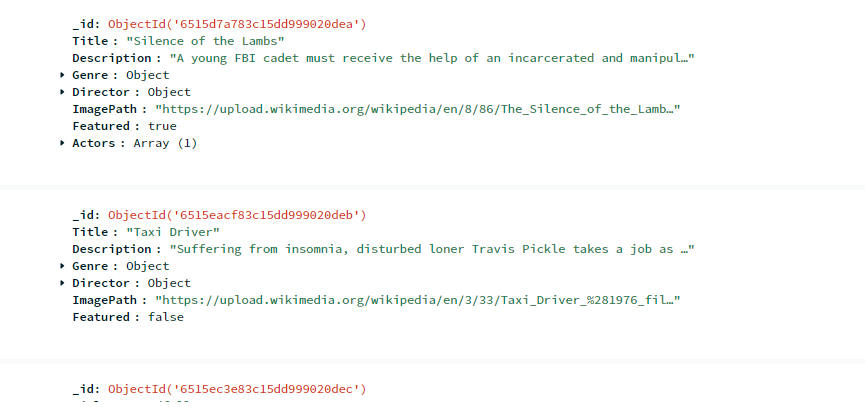 _id: ObjectId('6515d7a783c15dd999020dea')
Title : "Silence of the Lambs"
Description : "A young FBI cadet must receive the help of an incarcerated and manipul…"
Genre : Object
Director : Object
ImagePath : "https://upload.wikimedia.org/wikipedia/en/8/86/The_Silence_of_the_Lamb…"
Featured : true
Actors : Array (1)
_id: ObjectId('6515eacf83c15dd999020deb')
Title : "Taxi Driver"
Description : "Suffering from insomnia, disturbed loner Travis Pickle takes a job as …"
Genre : Object
Director : Object
ImagePath : "https://upload.wikimedia.org/wikipedia/en/3/33/Taxi_Driver_%281976_fil…"
Featured : false
_id: ObjectId('6515ec3e83c15dd999020dec')